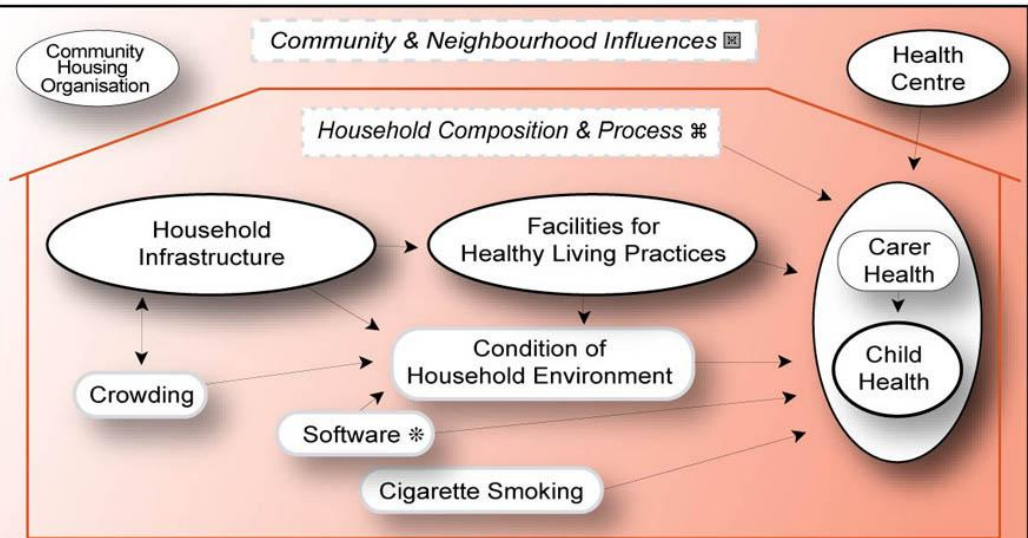 Community
Housing
Organisation
Community & Neighbourhood Influences
Health
Centre
Household Composition & Process ⌘
Household
Infrastructure
Facilities for
Healthy Living Practices
Carer
Health
Condition of
Household Environment
Child
Health
Crowding
Software ❊
Cigarette Smoking